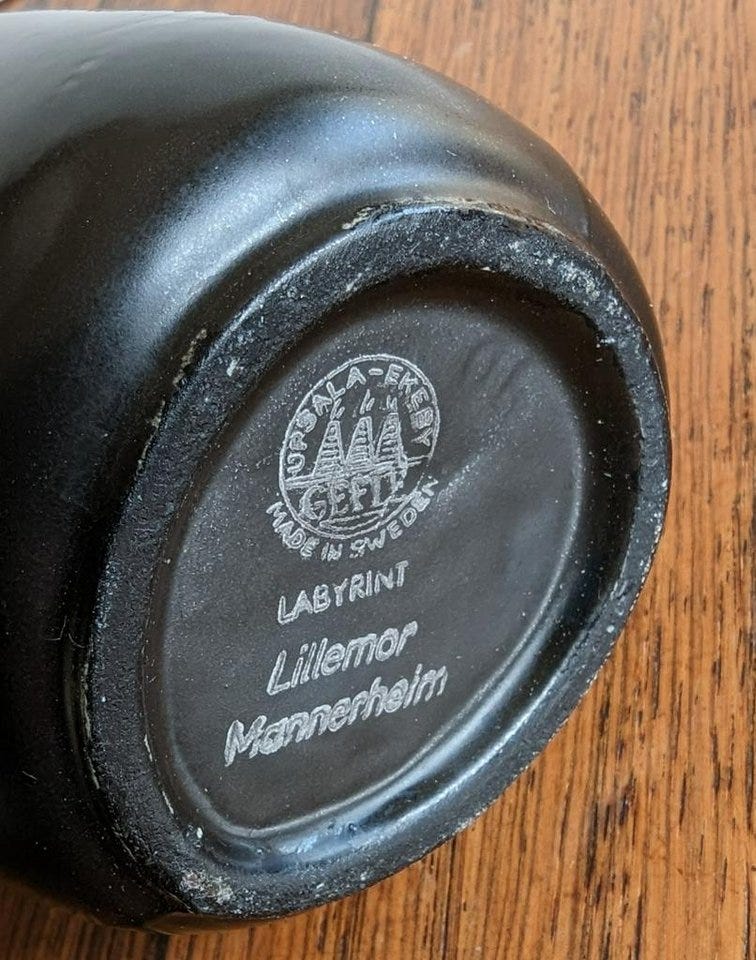 UPSALA-EKEBY
GEFLE
MADE IN SWEDEN
LABYRINT
Lillemor
Mannerheim